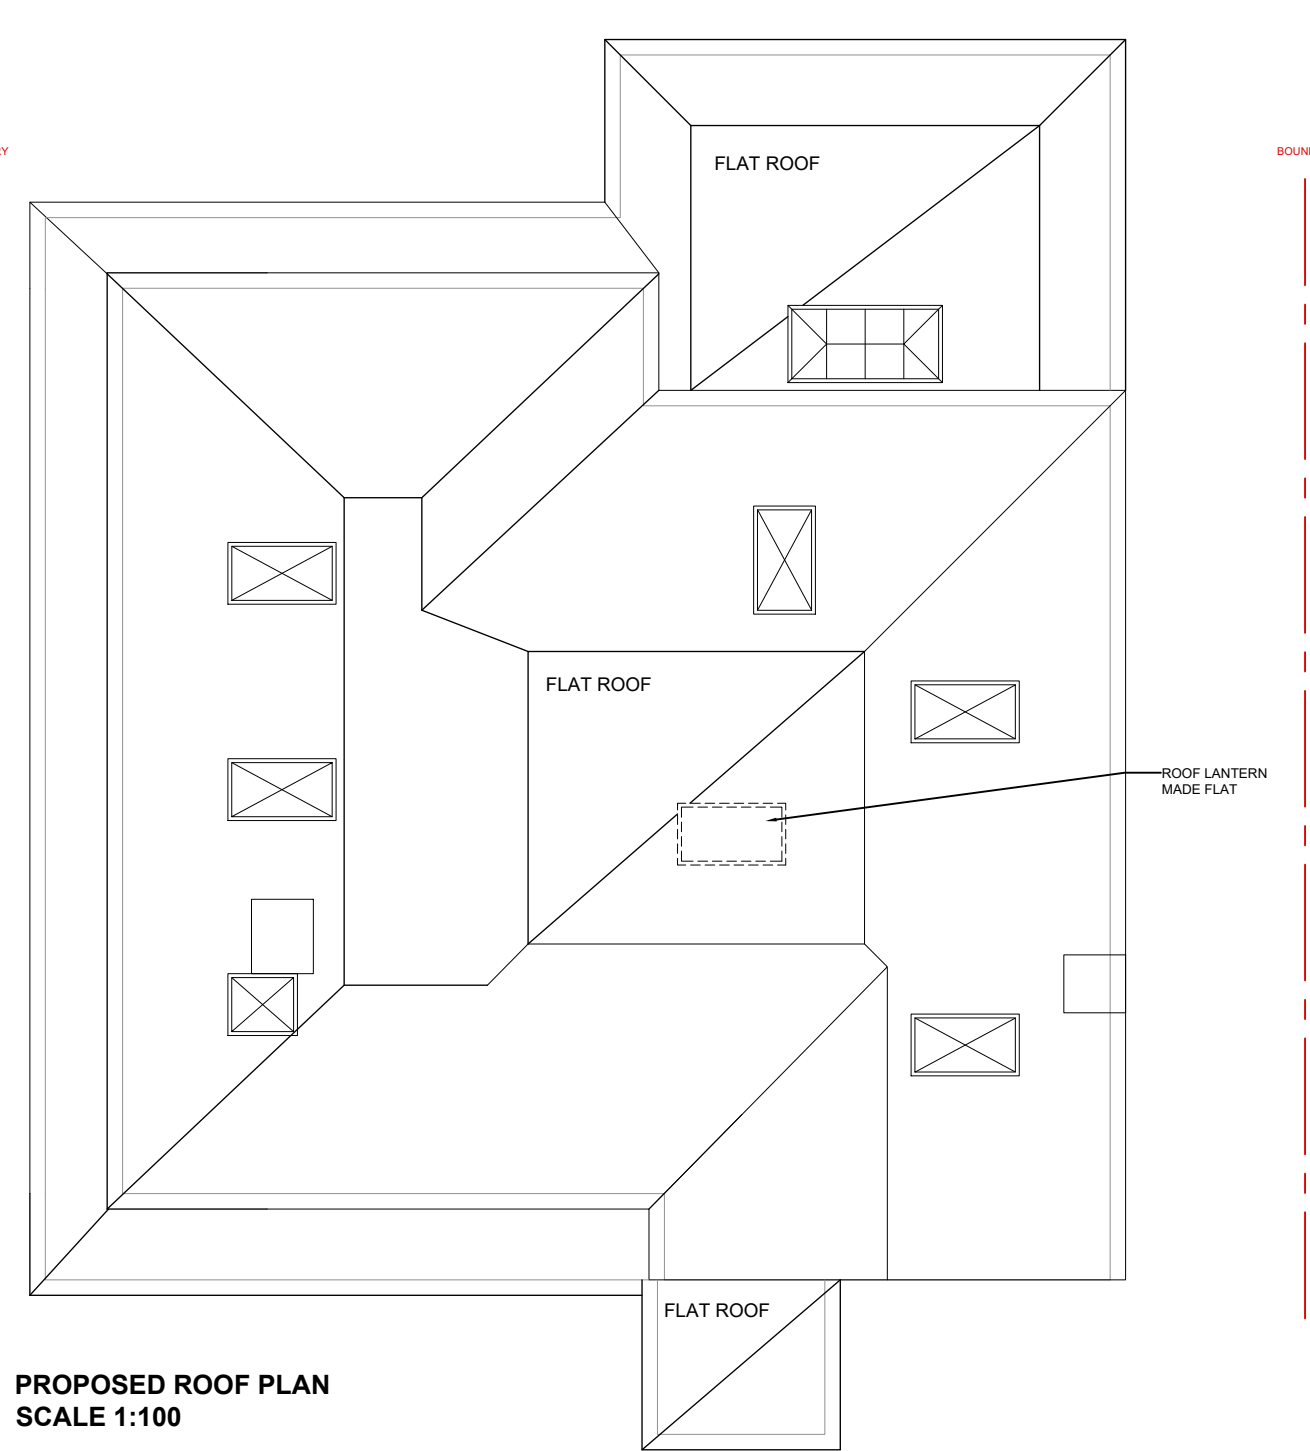 FLAT ROOF
FLAT ROOF
ROOF LANTERN
MADE FLAT
FLAT ROOF
PROPOSED ROOF PLAN
SCALE 1:100